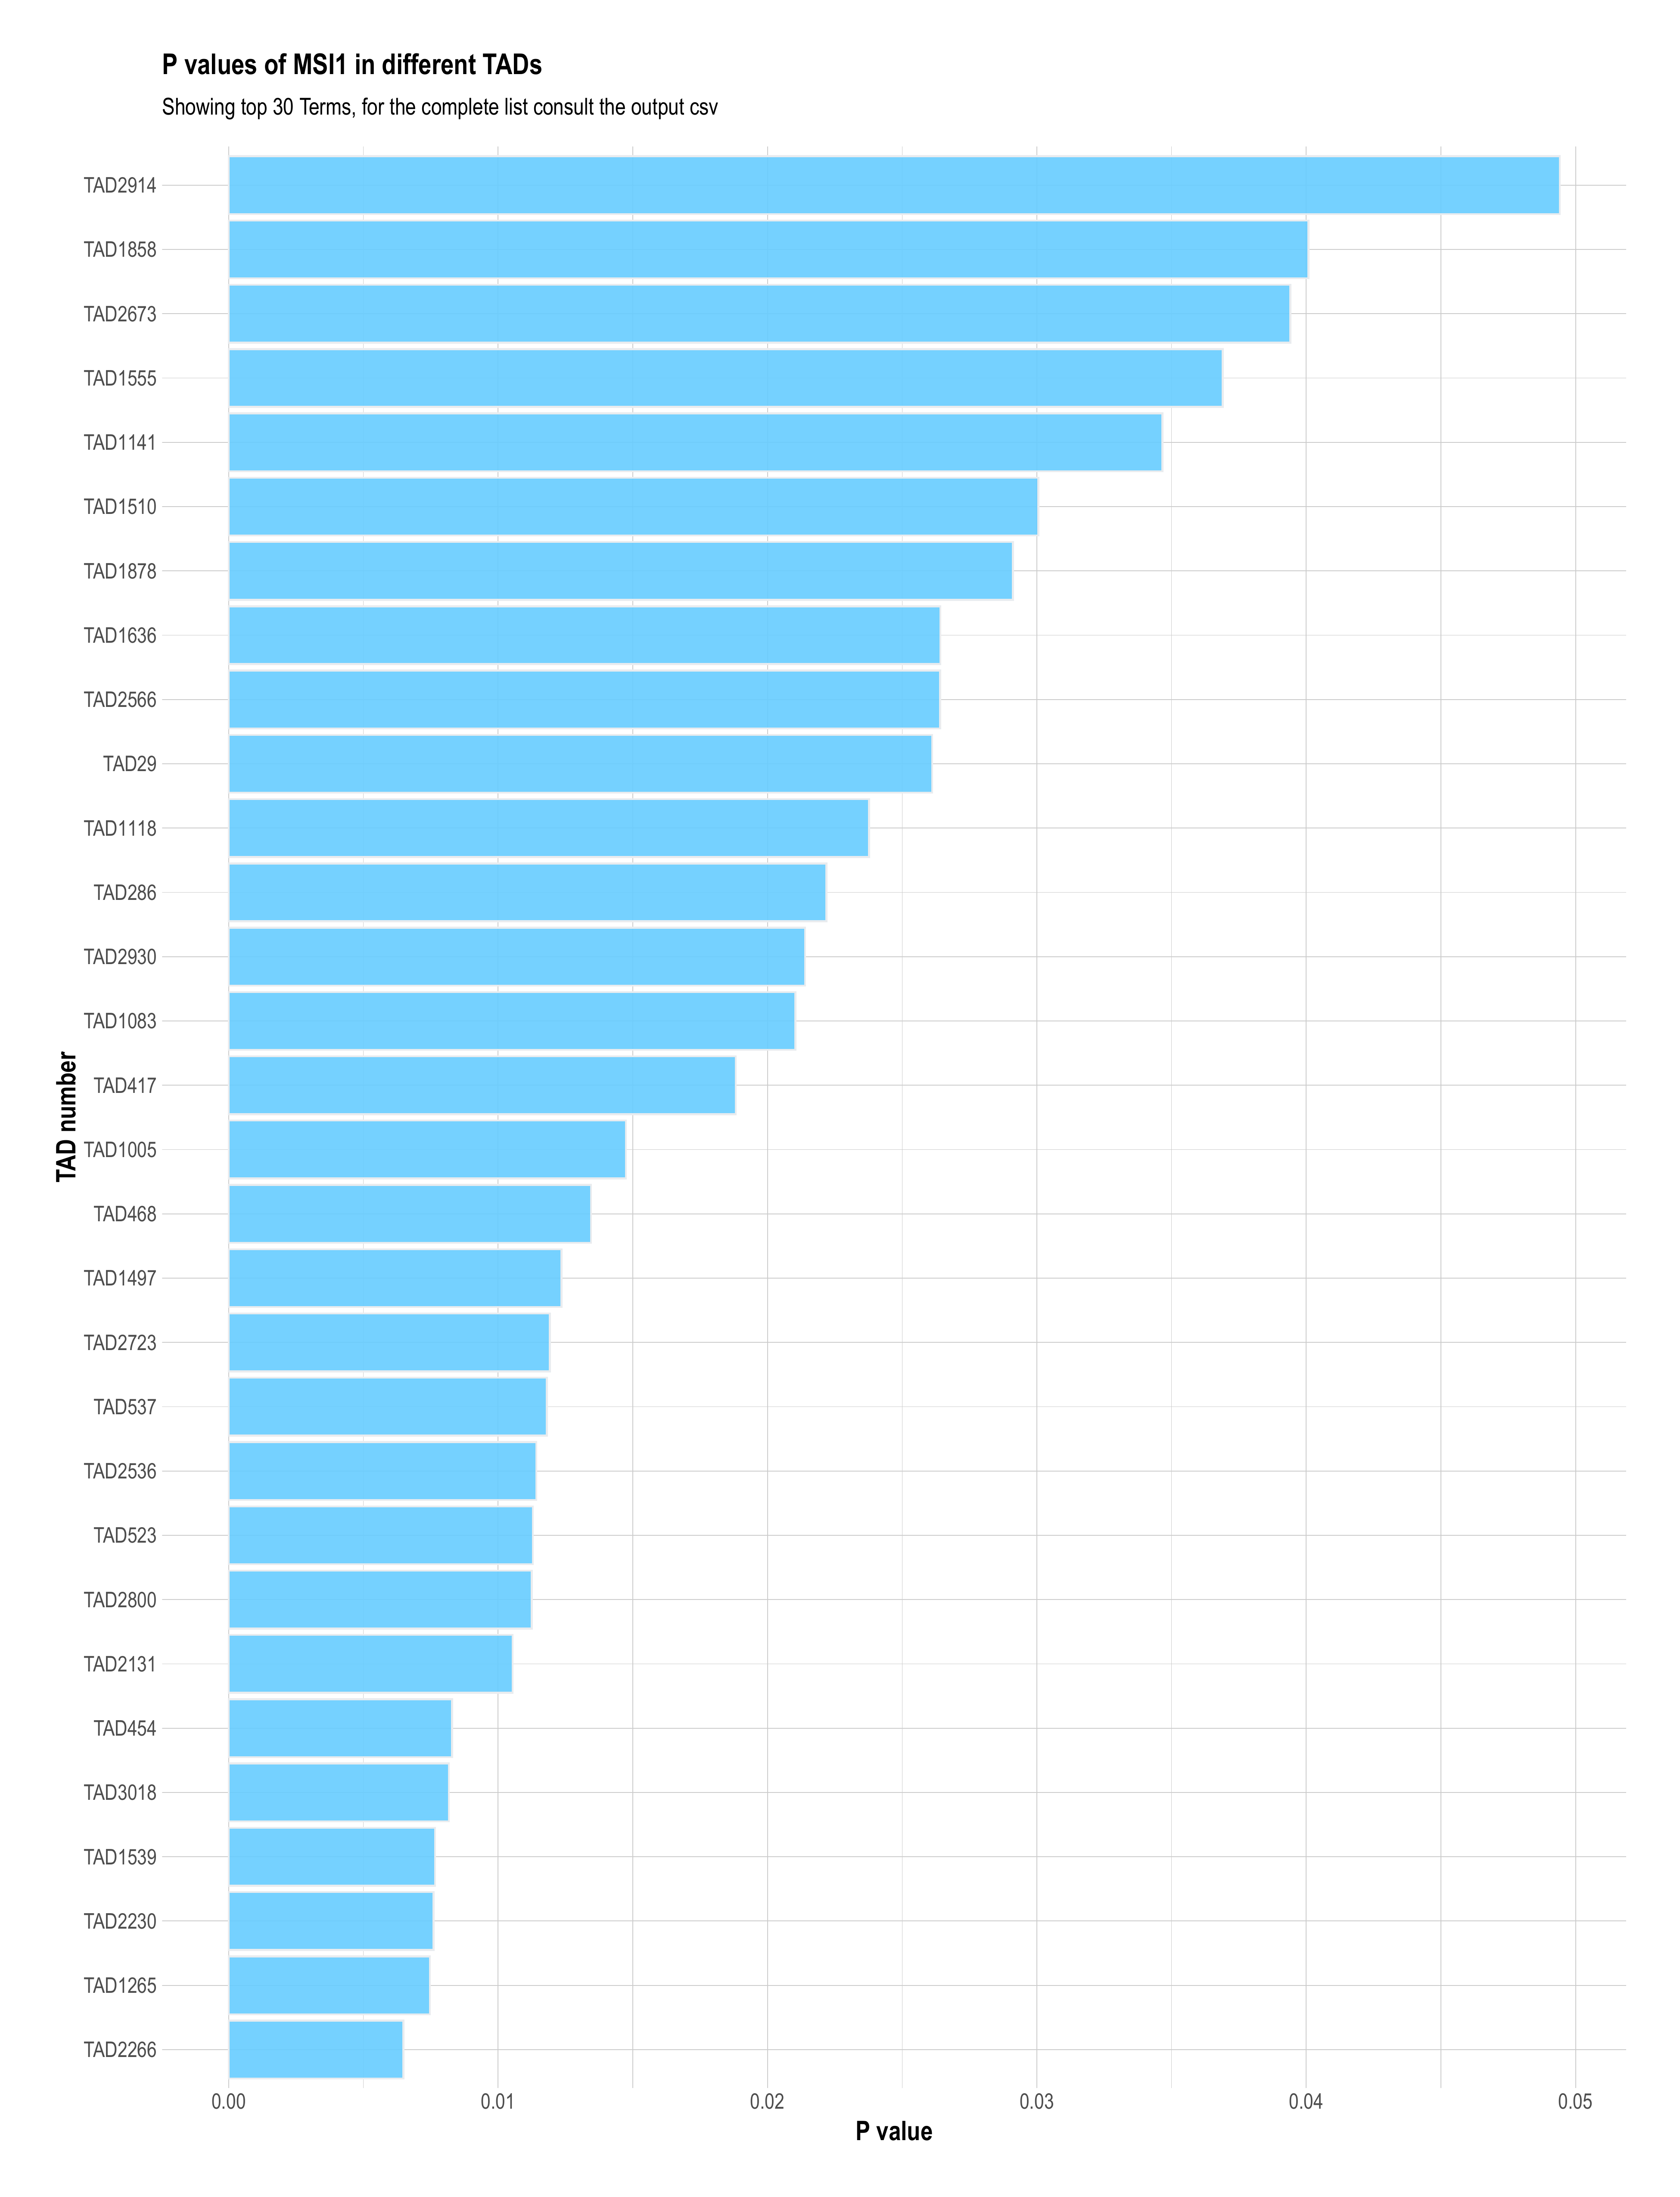 P values of MSI1 in different TADs
Showing top 30 Terms, for the complete list consult the output csv
TAD2914
TAD1858
TAD2673
TAD1555
TAD1141
TAD1510
TAD1878
TAD1636
TAD2566
TAD29
TAD1118
TAD286
TAD2930
TAD1083
TAD417
TAD1005
TAD468
TAD1497
TAD2723
TAD537
TAD2536
TAD523
TAD2800
TAD2131
TAD454
TAD3018
TAD1539
TAD2230
TAD1265
TAD2266
TAD number
0.00 0.01 0.02 0.03 0.04 0.05
P value